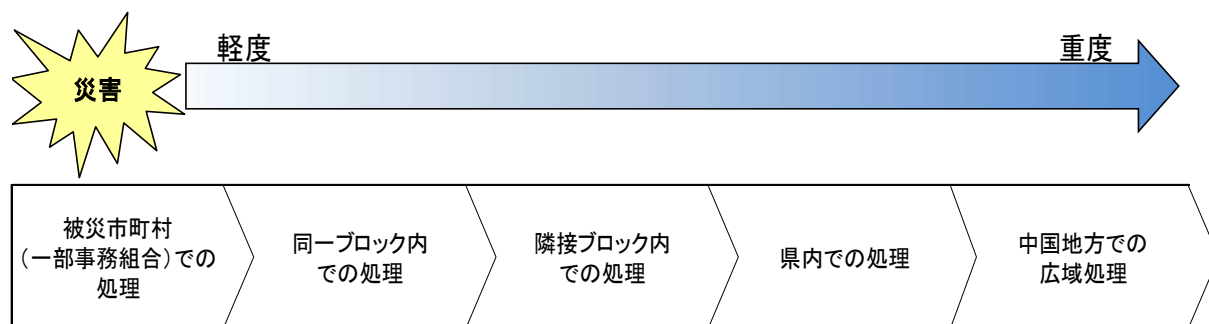 災害
軽度
重度
被災市町村
(一部事務組合)での
処理
同一ブロック内
での処理
隣接ブロック内
での処理
県内での処理
中国地方での
広域処理